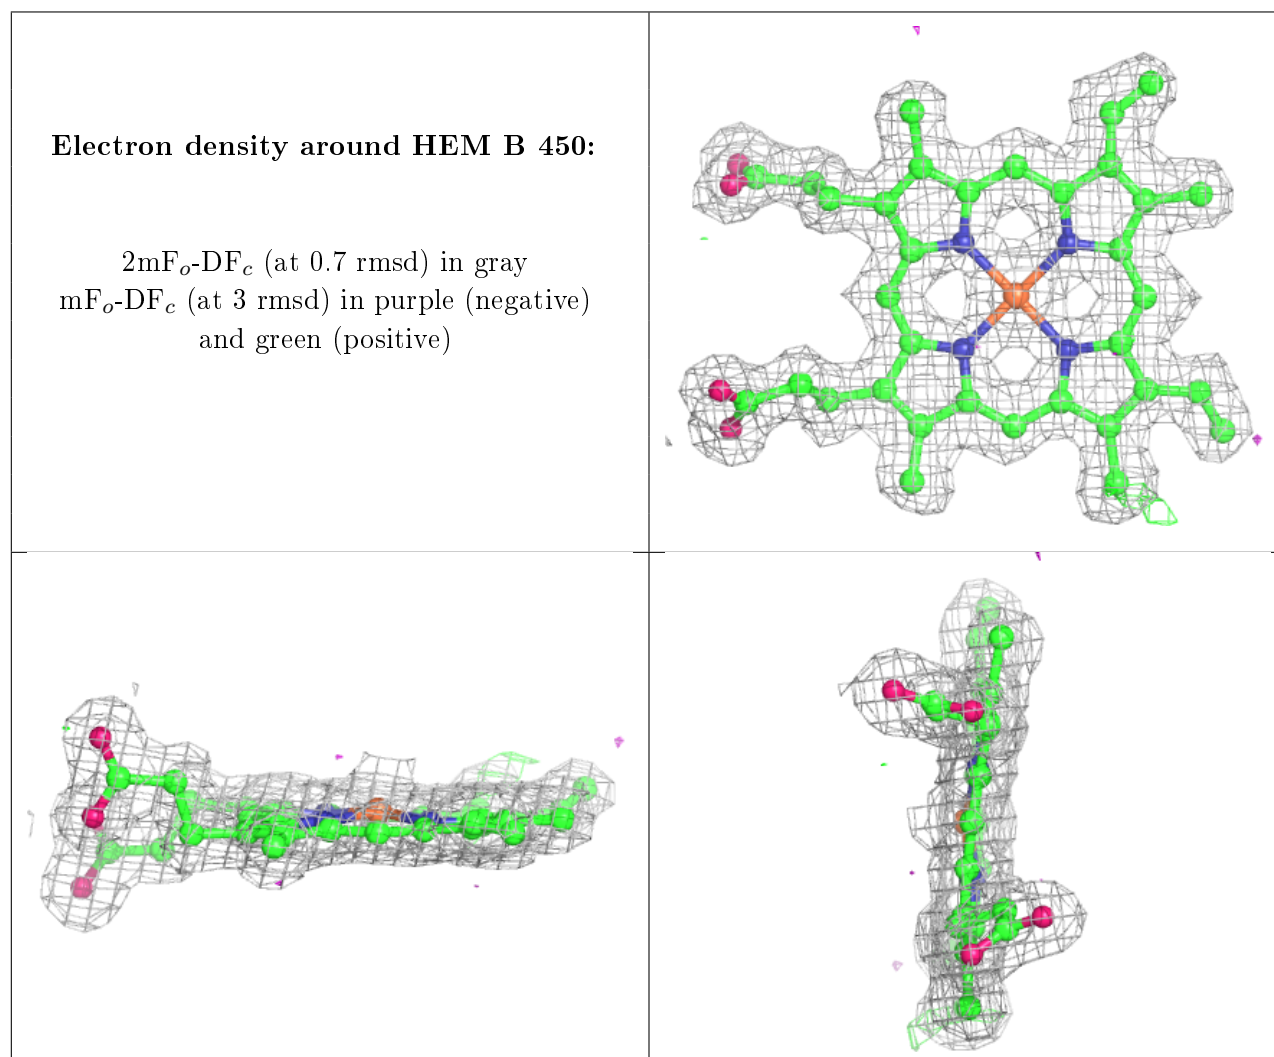 Electron density around HEM B 450:
2mFₒ-DF𝒸 (at 0.7 rmsd) in gray
mFₒ-DF𝒸 (at 3 rmsd) in purple (negative)
and green (positive)